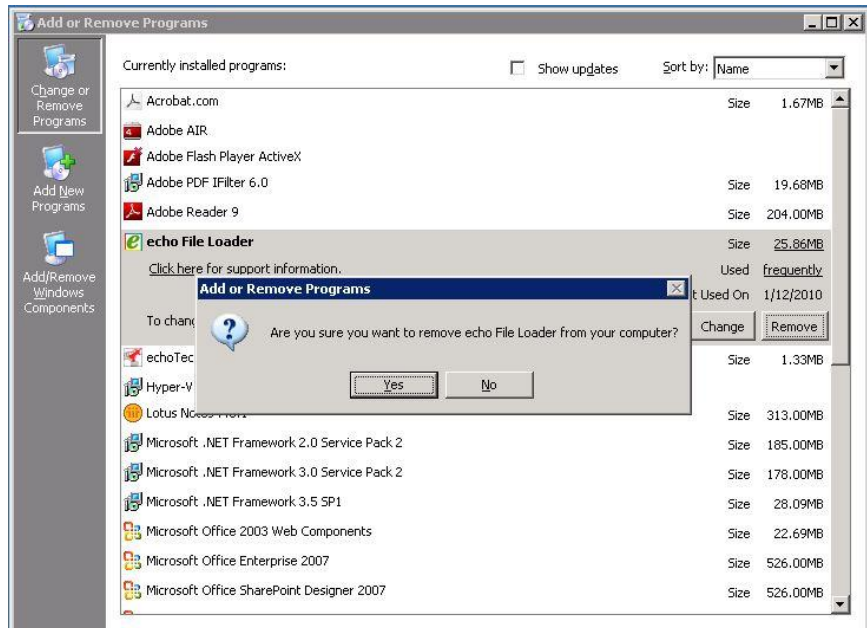 Add or Remove Programs
Change or
Remove
Programs
Add New
Programs
Add/Remove
Windows
Components
Currently installed programs:
Show updates
Sort by: Name
Acrobat.com Size 1.67MB
Adobe AIR
Adobe Flash Player ActiveX
Adobe PDF IFilter 6.0 Size 19.68MB
Adobe Reader 9 Size 204.00MB
echo File Loader Size 25.86MB
Click here for support information. Used frequently
t Used On 1/12/2010
To chang
Change Remove
Add or Remove Programs
Are you sure you want to remove echo File Loader from your computer?
Yes No
echoTec Size 1.33MB
Hyper-V
Lotus Size 313.00MB
Microsoft .NET Framework 2.0 Service Pack 2 Size 185.00MB
Microsoft .NET Framework 3.0 Service Pack 2 Size 178.00MB
Microsoft .NET Framework 3.5 SP1 Size 28.09MB
Microsoft Office 2003 Web Components Size 22.69MB
Microsoft Office Enterprise 2007 Size 526.00MB
Microsoft Office SharePoint Designer 2007 Size 526.00MB